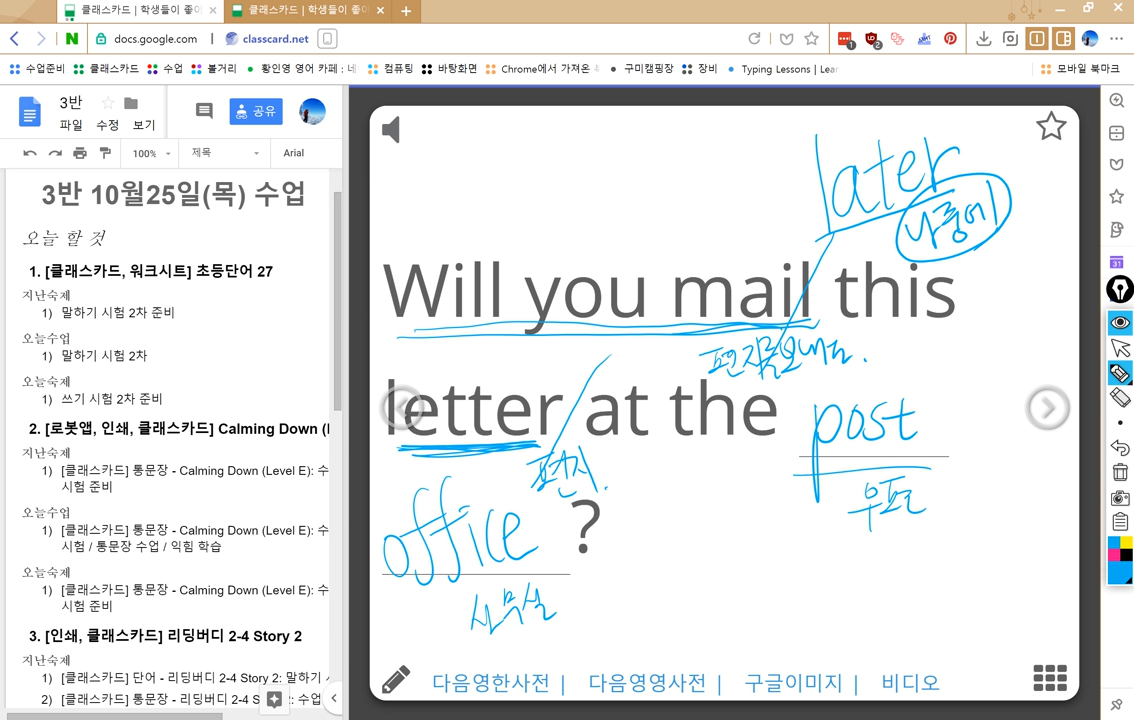 클래스카드 | 학생들이 좋아
클래스카드 | 학생들이 좋아
docs.google.com | classcard.net
수업준비 클래스카드 수업 볼거리 황인영 영어 카페 : 네 컴퓨팅 바탕화면 Chrome에서 가져온 구미캠핑장 장비 Typing Lessons | Lear 모바일 북마크
3반
파일 수정 보기
공유
100% 제목 Arial
3반 10월25일(목) 수업
오늘 할 것
1. [클래스카드, 워크시트] 초등단어 27
지난숙제
1) 말하기 시험 2차 준비
오늘수업
1) 말하기 시험 2차
오늘숙제
1) 쓰기 시험 2차 준비
2. [로봇앱, 인쇄, 클래스카드] Calming Down (
지난숙제
1) [클래스카드] 통문장 - Calming Down (Level E): 수
시험 준비
오늘수업
1) [클래스카드] 통문장 - Calming Down (Level E): 수
시험 / 통문장 수업 / 익힘 학습
오늘숙제
1) [클래스카드] 통문장 - Calming Down (Level E): 수
시험 준비
3. [인쇄, 클래스카드] 리딩버디 2-4 Story 2
지난숙제
1) [클래스카드] 단어 - 리딩버디 2-4 Story 2: 말하기
2) [클래스카드] 통문장 - 리딩버디 2-4 S 2: 수업
later
나중에
Will you mail this
letter at the post
편지
우표
office ?
사무실
다음영한사전 | 다음영영사전 | 구글이미지 | 비디오
31